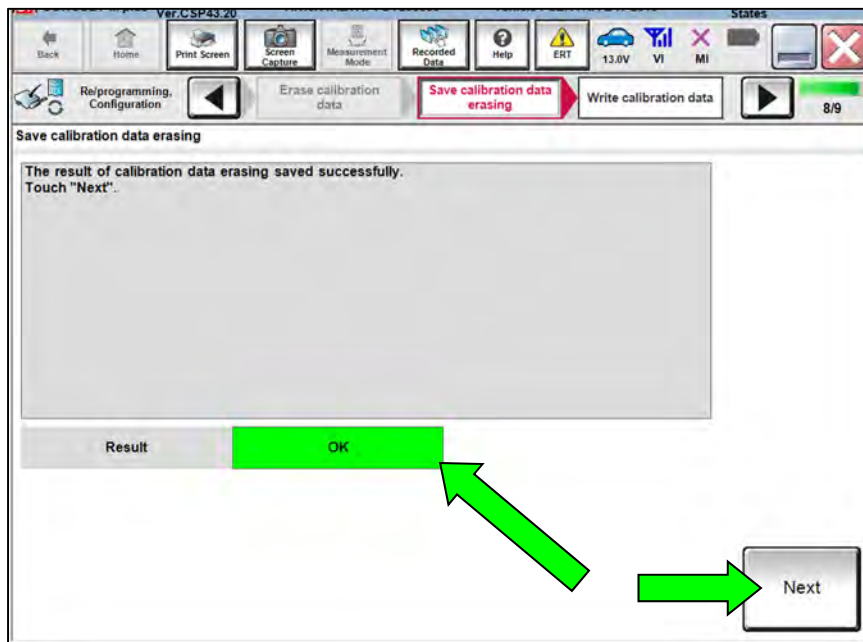 Ver.CSP43.20
States
Back
Home
Print Screen
Screen
Capture
Measurement
Mode
Recorded
Data
Help
ERT
13.0V
VI
MI
Re/programming,
Configuration
Erase calibration
data
Save calibration data
erasing
Write calibration data
8/9
Save calibration data erasing
The result of calibration data erasing saved successfully.
Touch "Next".
Result
OK
Next